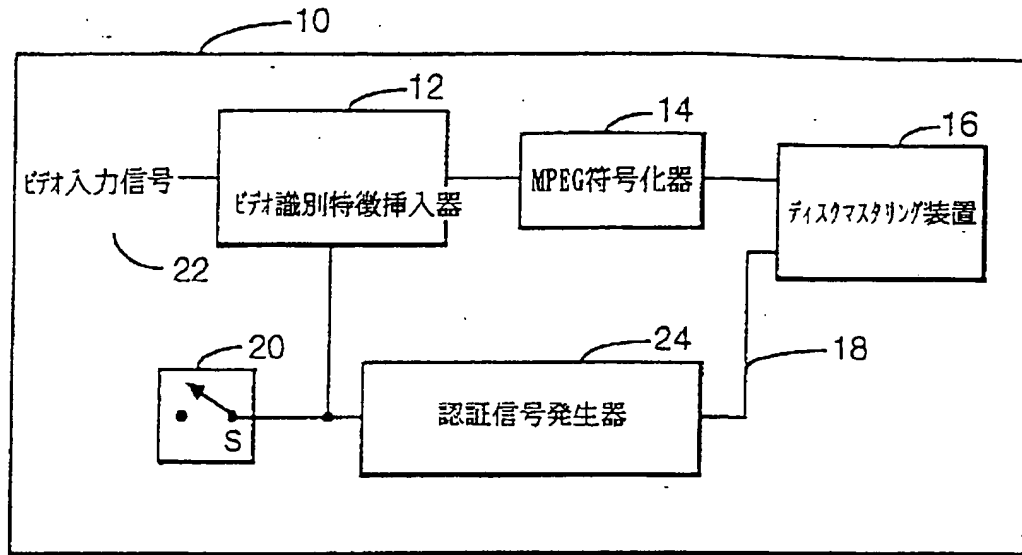 10
12
14
16
ビデオ入力信号
ビデオ識別特徴挿入器
MPEG符号化器
ディスクマスタリング装置
22
20
24
18
S
認証信号発生器